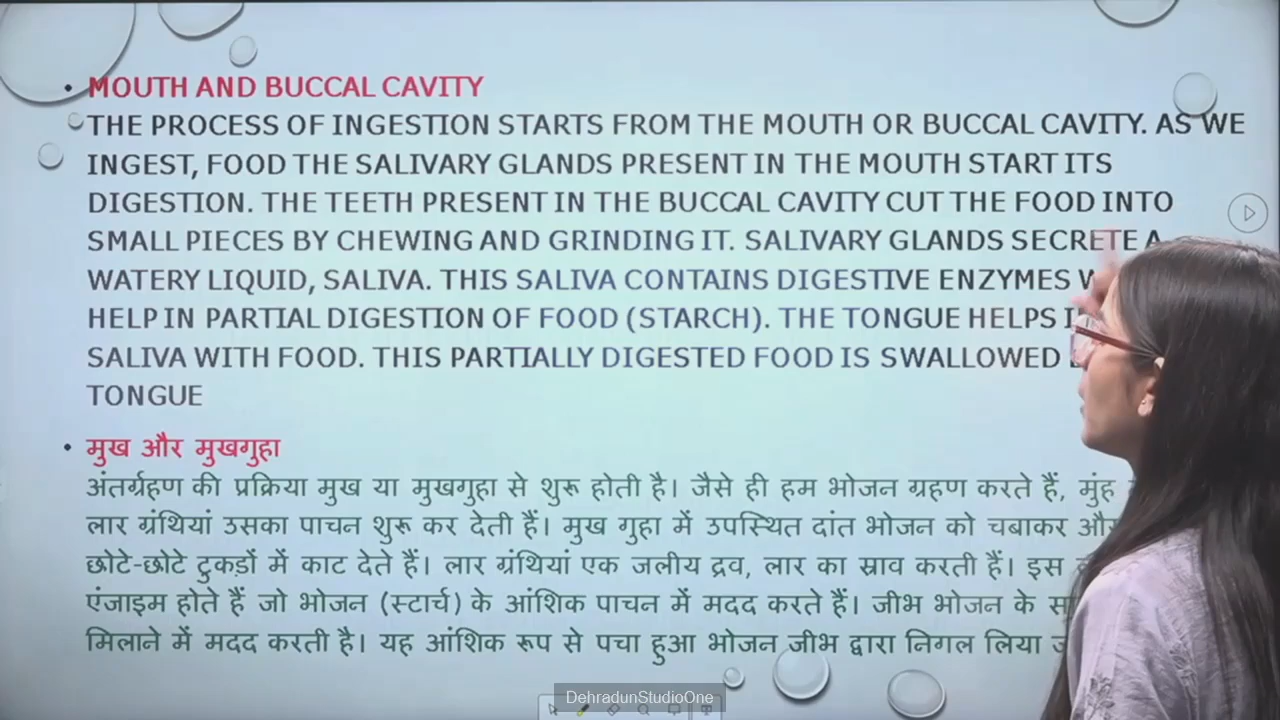 MOUTH AND BUCCAL CAVITY
THE PROCESS OF INGESTION STARTS FROM THE MOUTH OR BUCCAL CAVITY. AS WE
INGEST, FOOD THE SALIVARY GLANDS PRESENT IN THE MOUTH START ITS
DIGESTION. THE TEETH PRESENT IN THE BUCCAL CAVITY CUT THE FOOD INTO
SMALL PIECES BY CHEWING AND GRINDING IT. SALIVARY GLANDS SECRETE A
WATERY LIQUID, SALIVA. THIS SALIVA CONTAINS DIGESTIVE ENZYMES
HELP IN PARTIAL DIGESTION OF FOOD (STARCH). THE TONGUE HELPS
SALIVA WITH FOOD. THIS PARTIALLY DIGESTED FOOD IS SWALLOWED
TONGUE
मुख और मुखगुहा
अंतर्ग्रहण की प्रक्रिया मुख या मुखगुहा से शुरू होती है। जैसे ही हम भोजन ग्रहण करते हैं, मुंह
लार ग्रंथियां उसका पाचन शुरू कर देती हैं। मुख गुहा में उपस्थित दांत भोजन को चबाकर
छोटे-छोटे टुकड़ों में काट देते हैं। लार ग्रंथियां एक जलीय द्रव, लार का स्राव करती हैं। इस
एंजाइम होते हैं जो भोजन (स्टार्च) के आंशिक पाचन में मदद करते हैं। जीभ भोजन के
मिलाने में मदद करती है। यह आंशिक रूप से पचा हुआ भोजन जीभ द्वारा निगल लिया
DehradunStudioOne